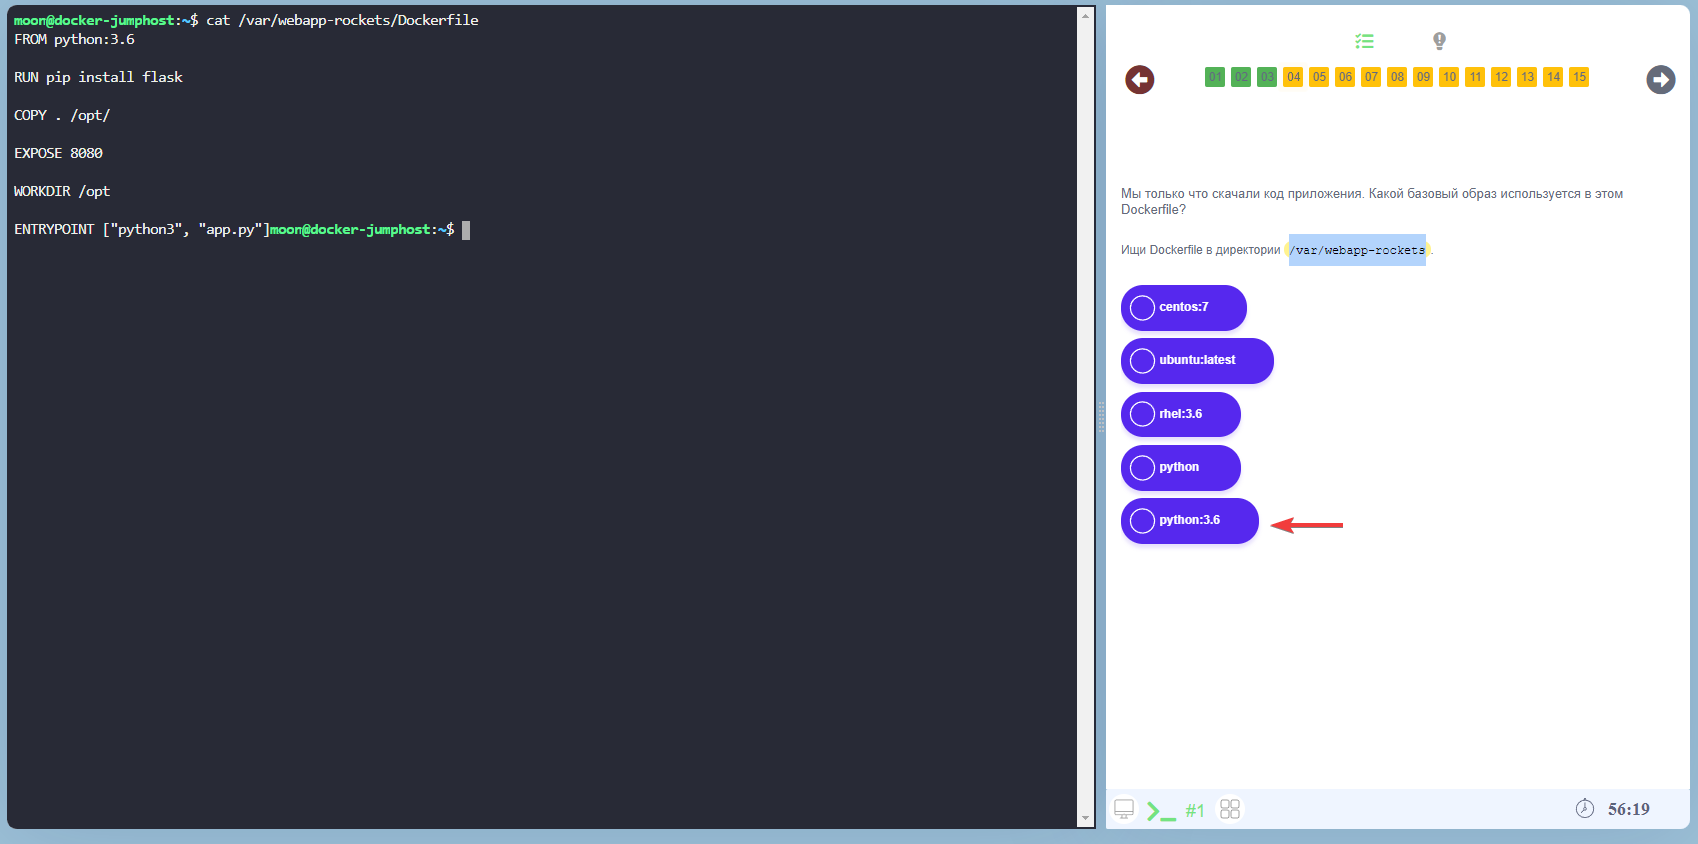 moon@docker-jumphost:~$ cat /var/webapp-rockets/Dockerfile
FROM python:3.6
RUN pip install flask
COPY . /opt/
EXPOSE 8080
WORKDIR /opt
ENTRYPOINT ["python3", "app.py"]moon@docker-jumphost:~$
01 02 03 04 05 06 07 08 09 10 11 12 13 14 15
Мы только что скачали код приложения. Какой базовый образ используется в этом
Dockerfile?
Ищи Dockerfile в директории /var/webapp-rockets.
centos:7
ubuntu:latest
rhel:3.6
python
python:3.6
#1
56:19